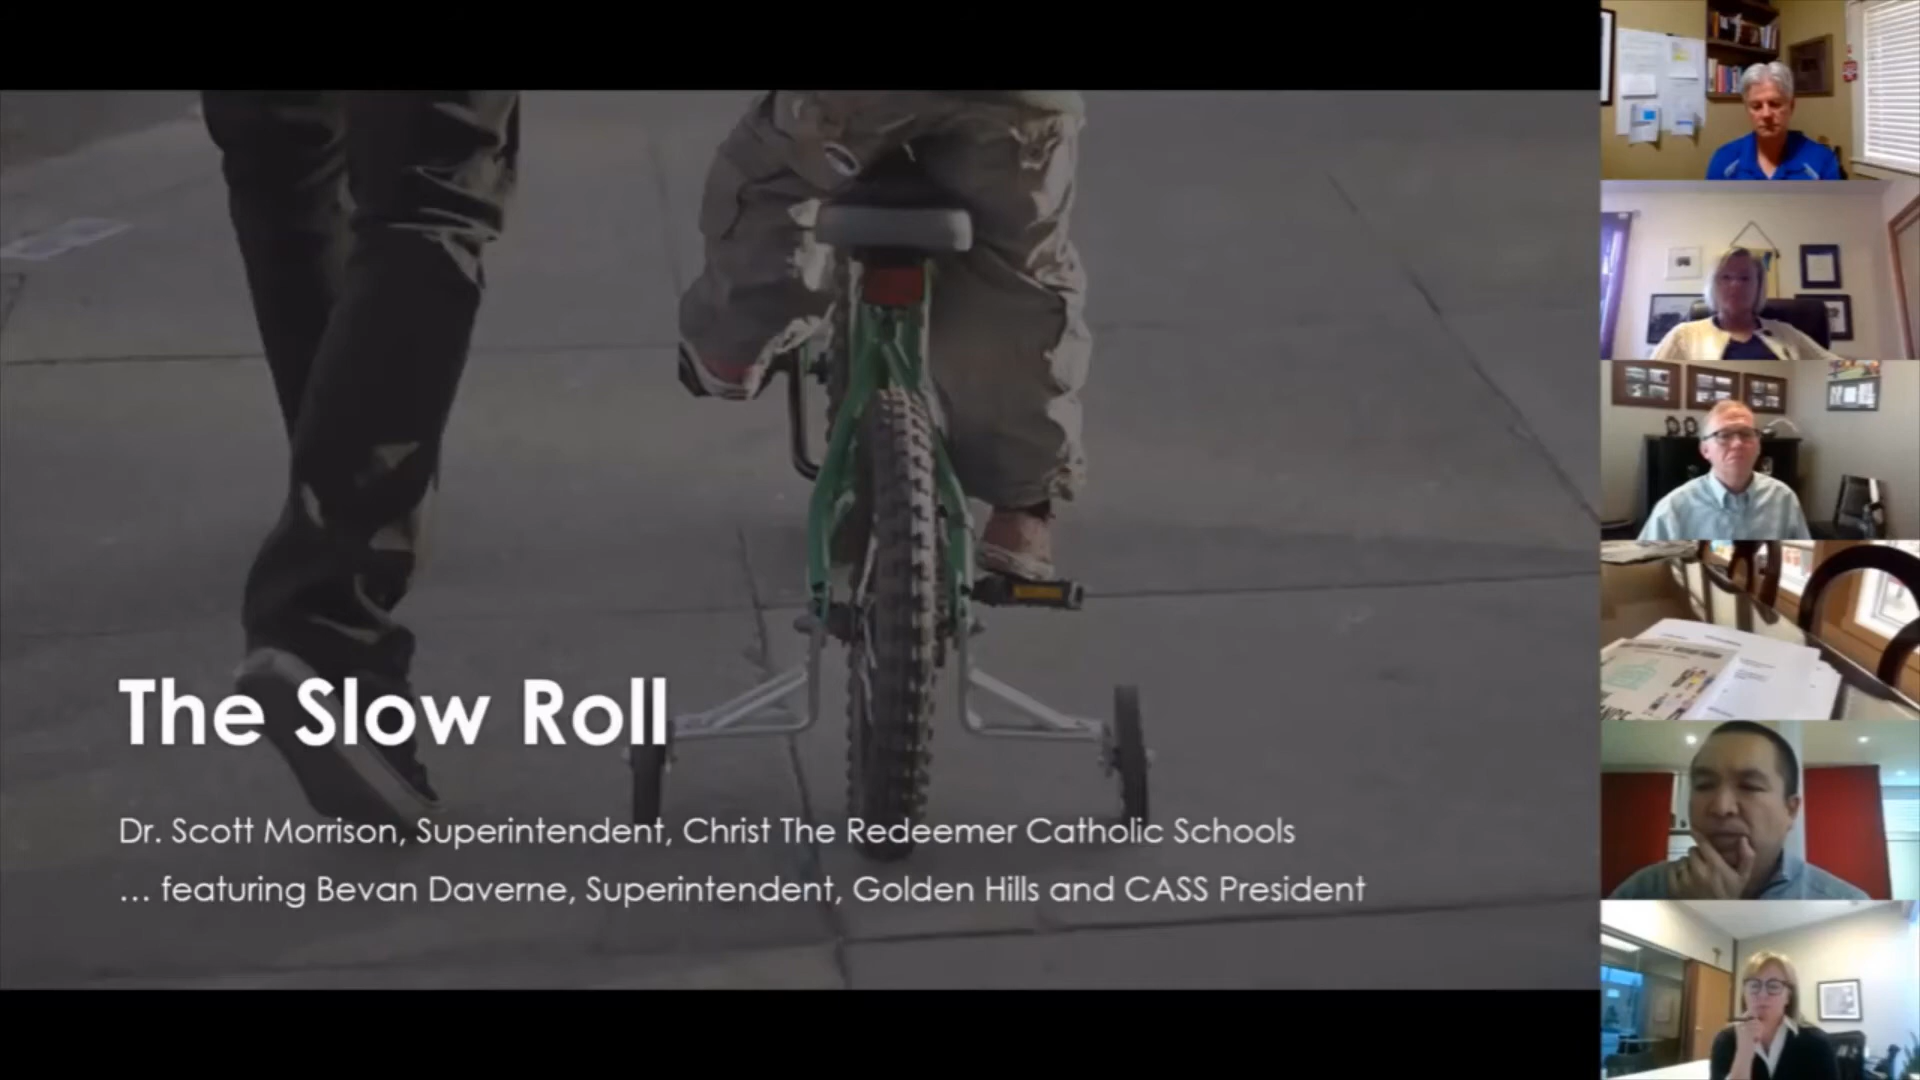 The Slow Roll
Dr. Scott Morrison, Superintendent, Christ The Redeemer Catholic Schools
... featuring Bevan Daverne, Superintendent, Golden Hills and CASS President